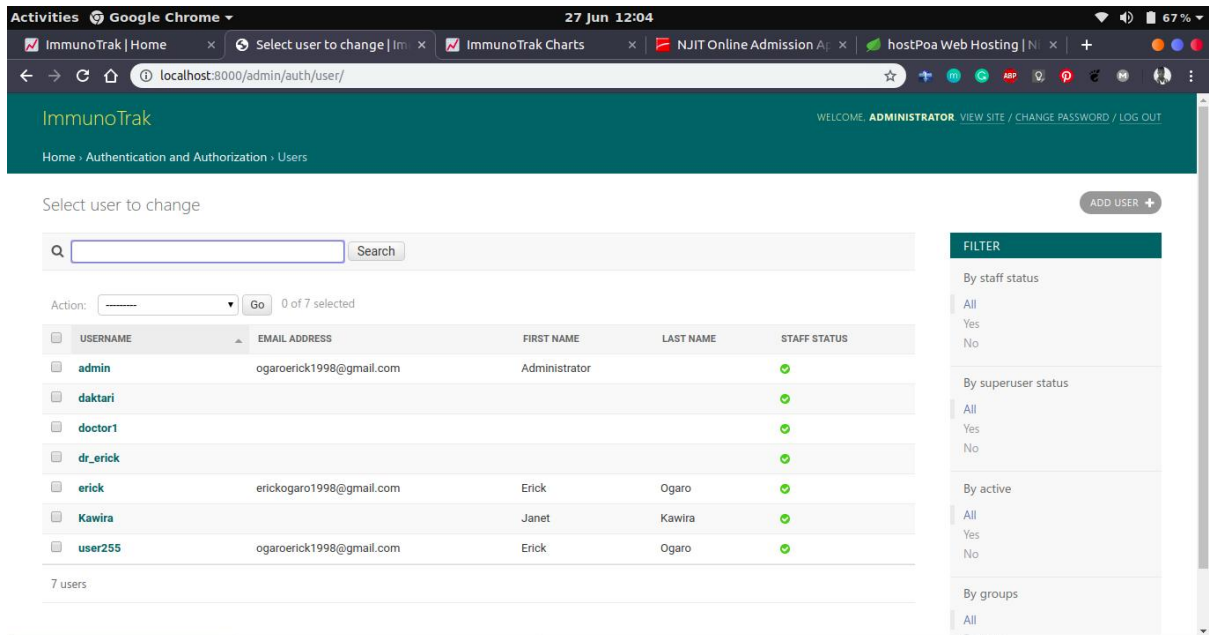 Activities Google Chrome 27 Jun 12:04 67 %
ImmunoTrak | Home Select user to change | Im ImmunoTrak Charts NJIT Online Admission Ap hostPoa Web Hosting | Ni
localhost:8000/admin/auth/user/ ABP
ImmunoTrak WELCOME, ADMINISTRATOR. VIEW SITE / CHANGE PASSWORD / LOG OUT
Home › Authentication and Authorization › Users
Select user to change ADD USER +
Search
Action: --------- Go 0 of 7 selected
USERNAME EMAIL ADDRESS FIRST NAME LAST NAME STAFF STATUS
admin ogaroerick1998@gmail.com Administrator
daktari
doctor1
dr_erick
erick erickogaro1998@gmail.com Erick Ogaro
Kawira Janet Kawira
user255 ogaroerick1998@gmail.com Erick Ogaro
7 users
FILTER
By staff status
All
Yes
No
By superuser status
All
Yes
No
By active
All
Yes
No
By groups
All